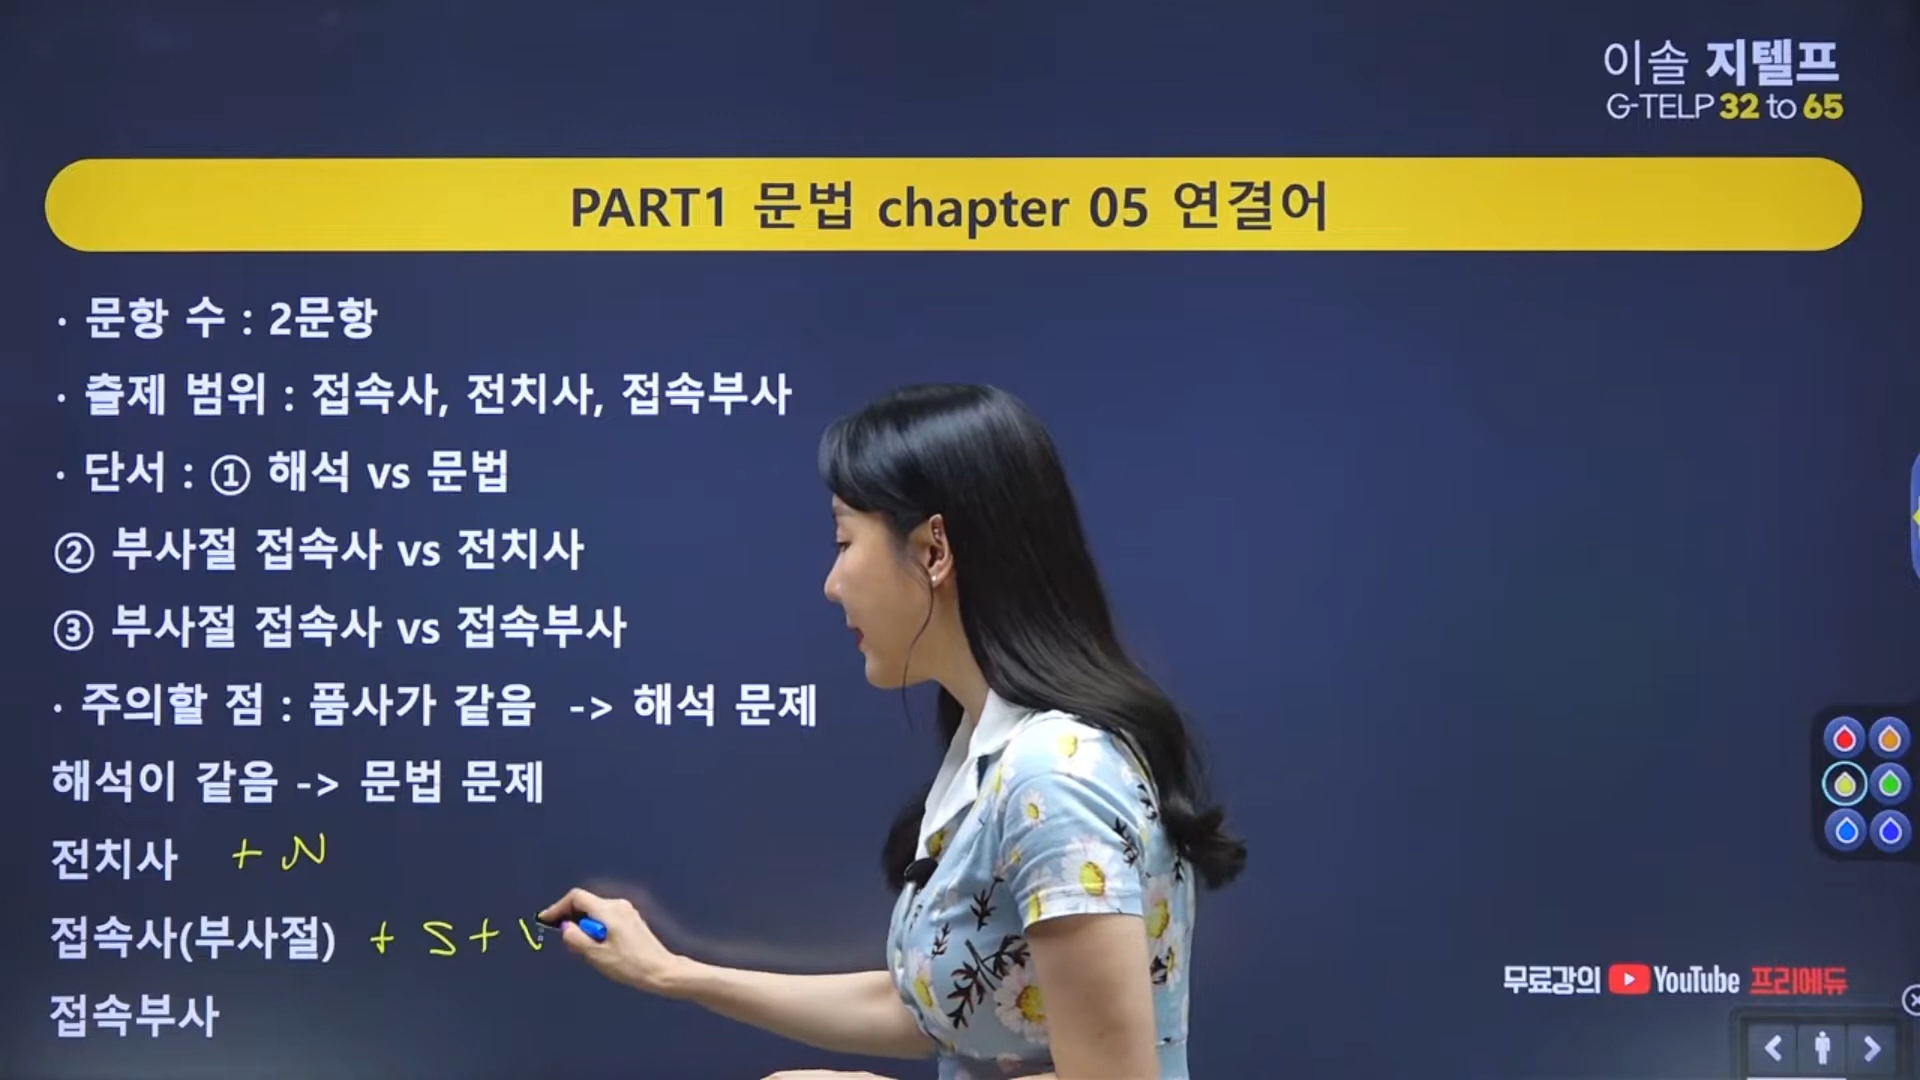 이솔 지텔프
G-TELP 32 to 65
PART1 문법 chapter 05 연결어
· 문항 수 : 2문항
· 출제 범위 : 접속사, 전치사, 접속부사
· 단서 : ① 해석 vs 문법
② 부사절 접속사 vs 전치사
③ 부사절 접속사 vs 접속부사
· 주의할 점 : 품사가 같음 -> 해석 문제
해석이 같음 -> 문법 문제
전치사 + N
접속사(부사절) + S + V
접속부사
무료강의 YouTube 프리에듀